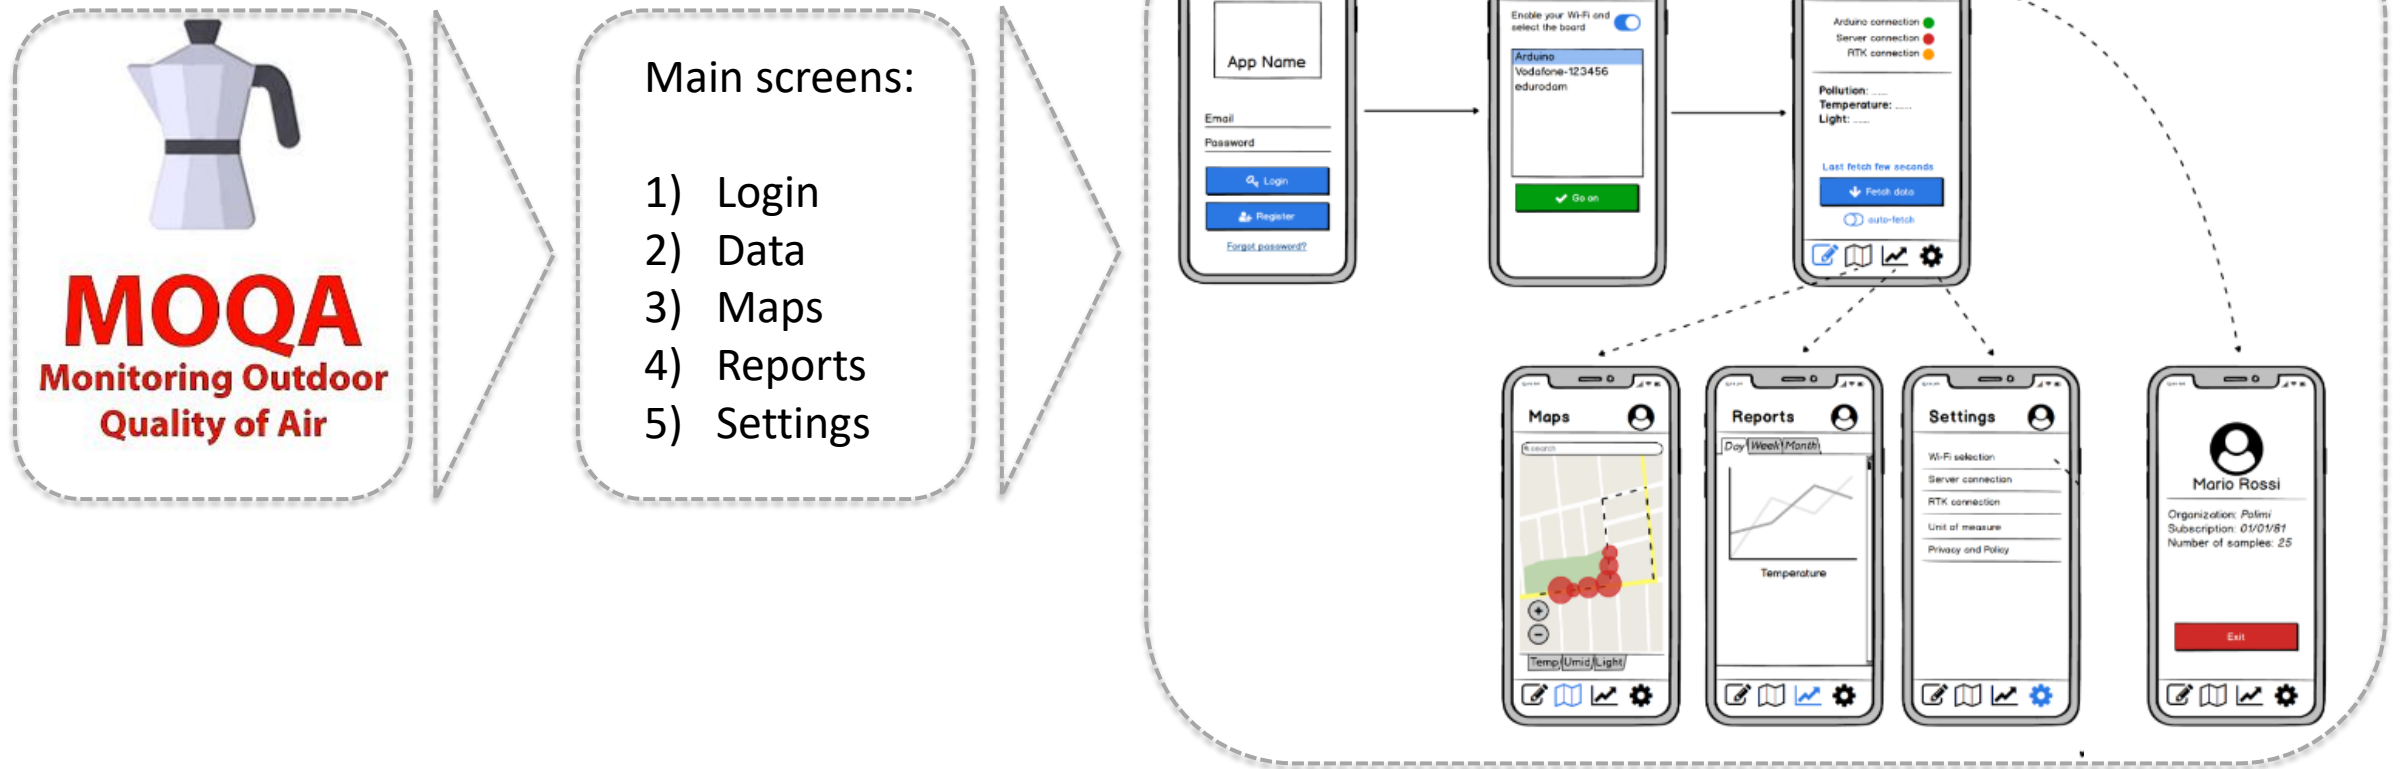 MOQA
Monitoring Outdoor
Quality of Air
Main screens:
1) Login
2) Data
3) Maps
4) Reports
5) Settings
App Name
Email
Password
Login
Register
Forgot password?
Enable your Wi-Fi and
select the board
Arduino
Vodafone-123456
edurodam
Go on
Arduino connection
Server connection
RTK connection
Pollution: .....
Temperature: .....
Light: .....
Last fetch few seconds
Fetch data
auto-fetch
Maps
search
Temp Umid Light
Reports
Day Week Month
Temperature
Settings
Wi-Fi selection
Server connection
RTK connection
Unit of measure
Privacy and Policy
Mario Rossi
Organization: Polimi
Subscription: 01/01/81
Number of samples: 25
Exit